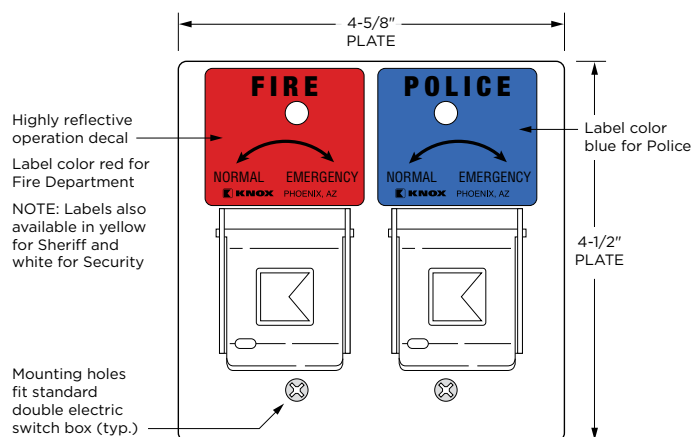 4-5/8"
PLATE
FIRE
NORMAL EMERGENCY
KNOX PHOENIX, AZ
POLICE
NORMAL EMERGENCY
KNOX PHOENIX, AZ
Highly reflective
operation decal
Label color red for
Fire Department
NOTE: Labels also
available in yellow
for Sheriff and
white for Security
Mounting holes
fit standard
double electric
switch box (typ.)
Label color
blue for Police
4-1/2"
PLATE